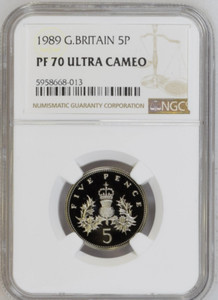 1989 G.BRITAIN 5P
PF 70 ULTRA CAMEO
5958668-013
NUMISMATIC GUARANTY CORPORATION
NGC
FIVE PENCE
5